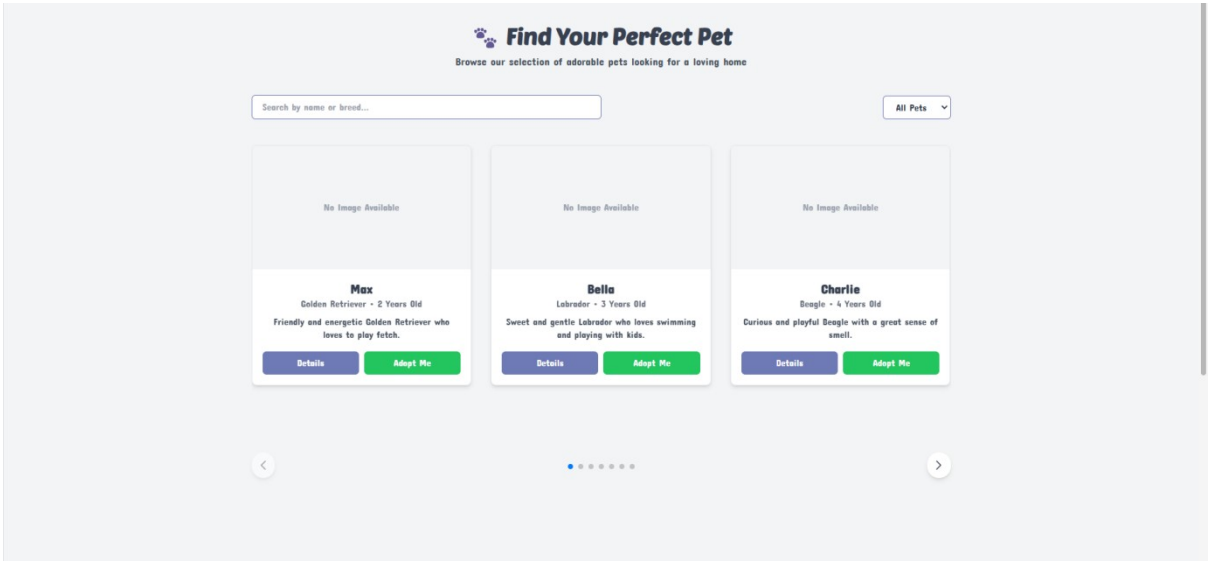 Find Your Perfect Pet
Browse our selection of adorable pets looking for a loving home
Search by name or breed...
All Pets
No Image Available
No Image Available
No Image Available
Max
Golden Retriever • 2 Years Old
Friendly and energetic Golden Retriever who
loves to play fetch.
Details
Adopt Me
Bella
Labrador • 3 Years Old
Sweet and gentle Labrador who loves swimming
and playing with kids.
Details
Adopt Me
Charlie
Beagle • 4 Years Old
Curious and playful Beagle with a great sense of
smell.
Details
Adopt Me